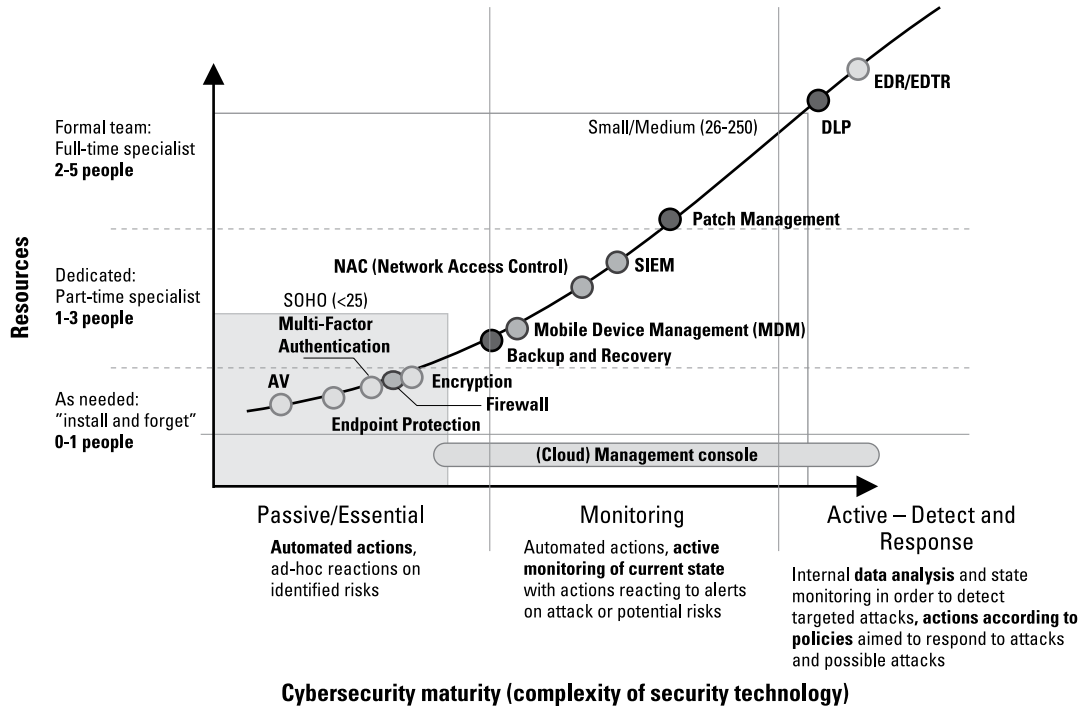 EDR/EDTR
Small/Medium (26-250)
DLP
Formal team:
Full-time specialist
2-5 people
Patch Management
NAC (Network Access Control)
SIEM
Dedicated:
Part-time specialist
1-3 people
Resources
SOHO (<25)
Multi-Factor
Authentication
Mobile Device Management (MDM)
Backup and Recovery
AV
Encryption
Firewall
Endpoint Protection
As needed:
"install and forget"
0-1 people
(Cloud) Management console
Passive/Essential
Automated actions,
ad-hoc reactions on
identified risks
Monitoring
Automated actions, active
monitoring of current state
with actions reacting to alerts
on attack or potential risks
Active – Detect and
Response
Internal data analysis and state
monitoring in order to detect
targeted attacks, actions according to
policies aimed to respond to attacks
and possible attacks
Cybersecurity maturity (complexity of security technology)